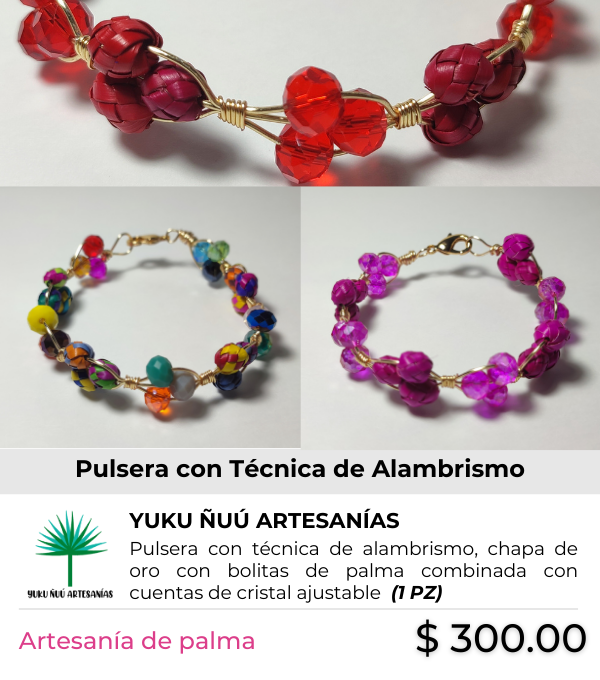 Pulsera con Técnica de Alambrismo
YUKU ÑUÚ ARTESANÍAS
Pulsera con técnica de alambrismo, chapa de
oro con bolitas de palma combinada con
cuentas de cristal ajustable (1 PZ)
YUKU ÑUÚ ARTESANÍAS
Artesanía de palma
$ 300.00